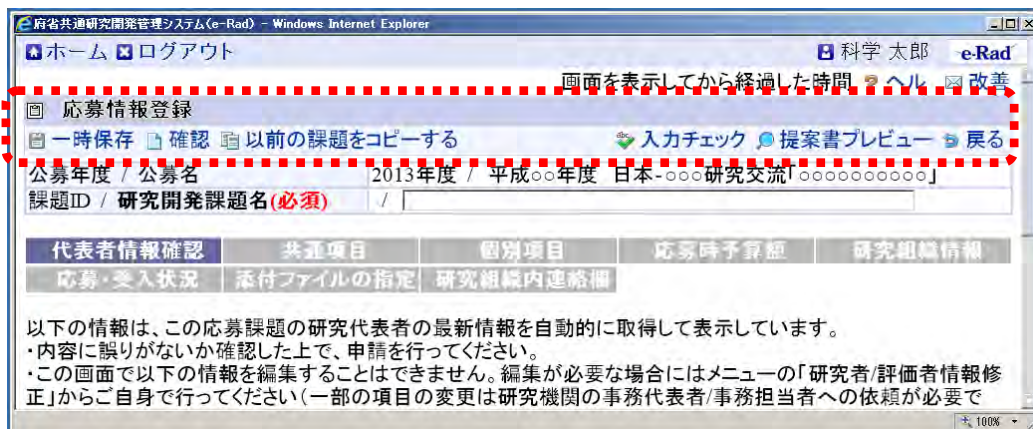 府省共通研究開発管理システム(e-Rad) - Windows Internet Explorer
ホーム ログアウト 科学 太郎 e-Rad
画面を表示してから経過した時間 ヘル 改善
応募情報登録
一時保存 確認 以前の課題をコピーする 入力チェック 提案書プレビュー 戻る
公募年度 / 公募名 2013年度 / 平成○○年度 日本-○○○研究交流「○○○○○○○○○○」
課題ID / 研究開発課題名(必須) /
代表者情報確認 共通項目 個別項目 応募時予算額 研究組織情報
応募・受入状況 添付ファイルの指定 研究組織内連絡欄
以下の情報は、この応募課題の研究代表者の最新情報を自動的に取得して表示しています。
・内容に誤りがないか確認した上で、申請を行ってください。
・この画面で以下の情報を編集することはできません。編集が必要な場合にはメニューの「研究者/評価者情報修
正」からご自身で行ってください(一部の項目の変更は研究機関の事務代表者/事務担当者への依頼が必要で
100%